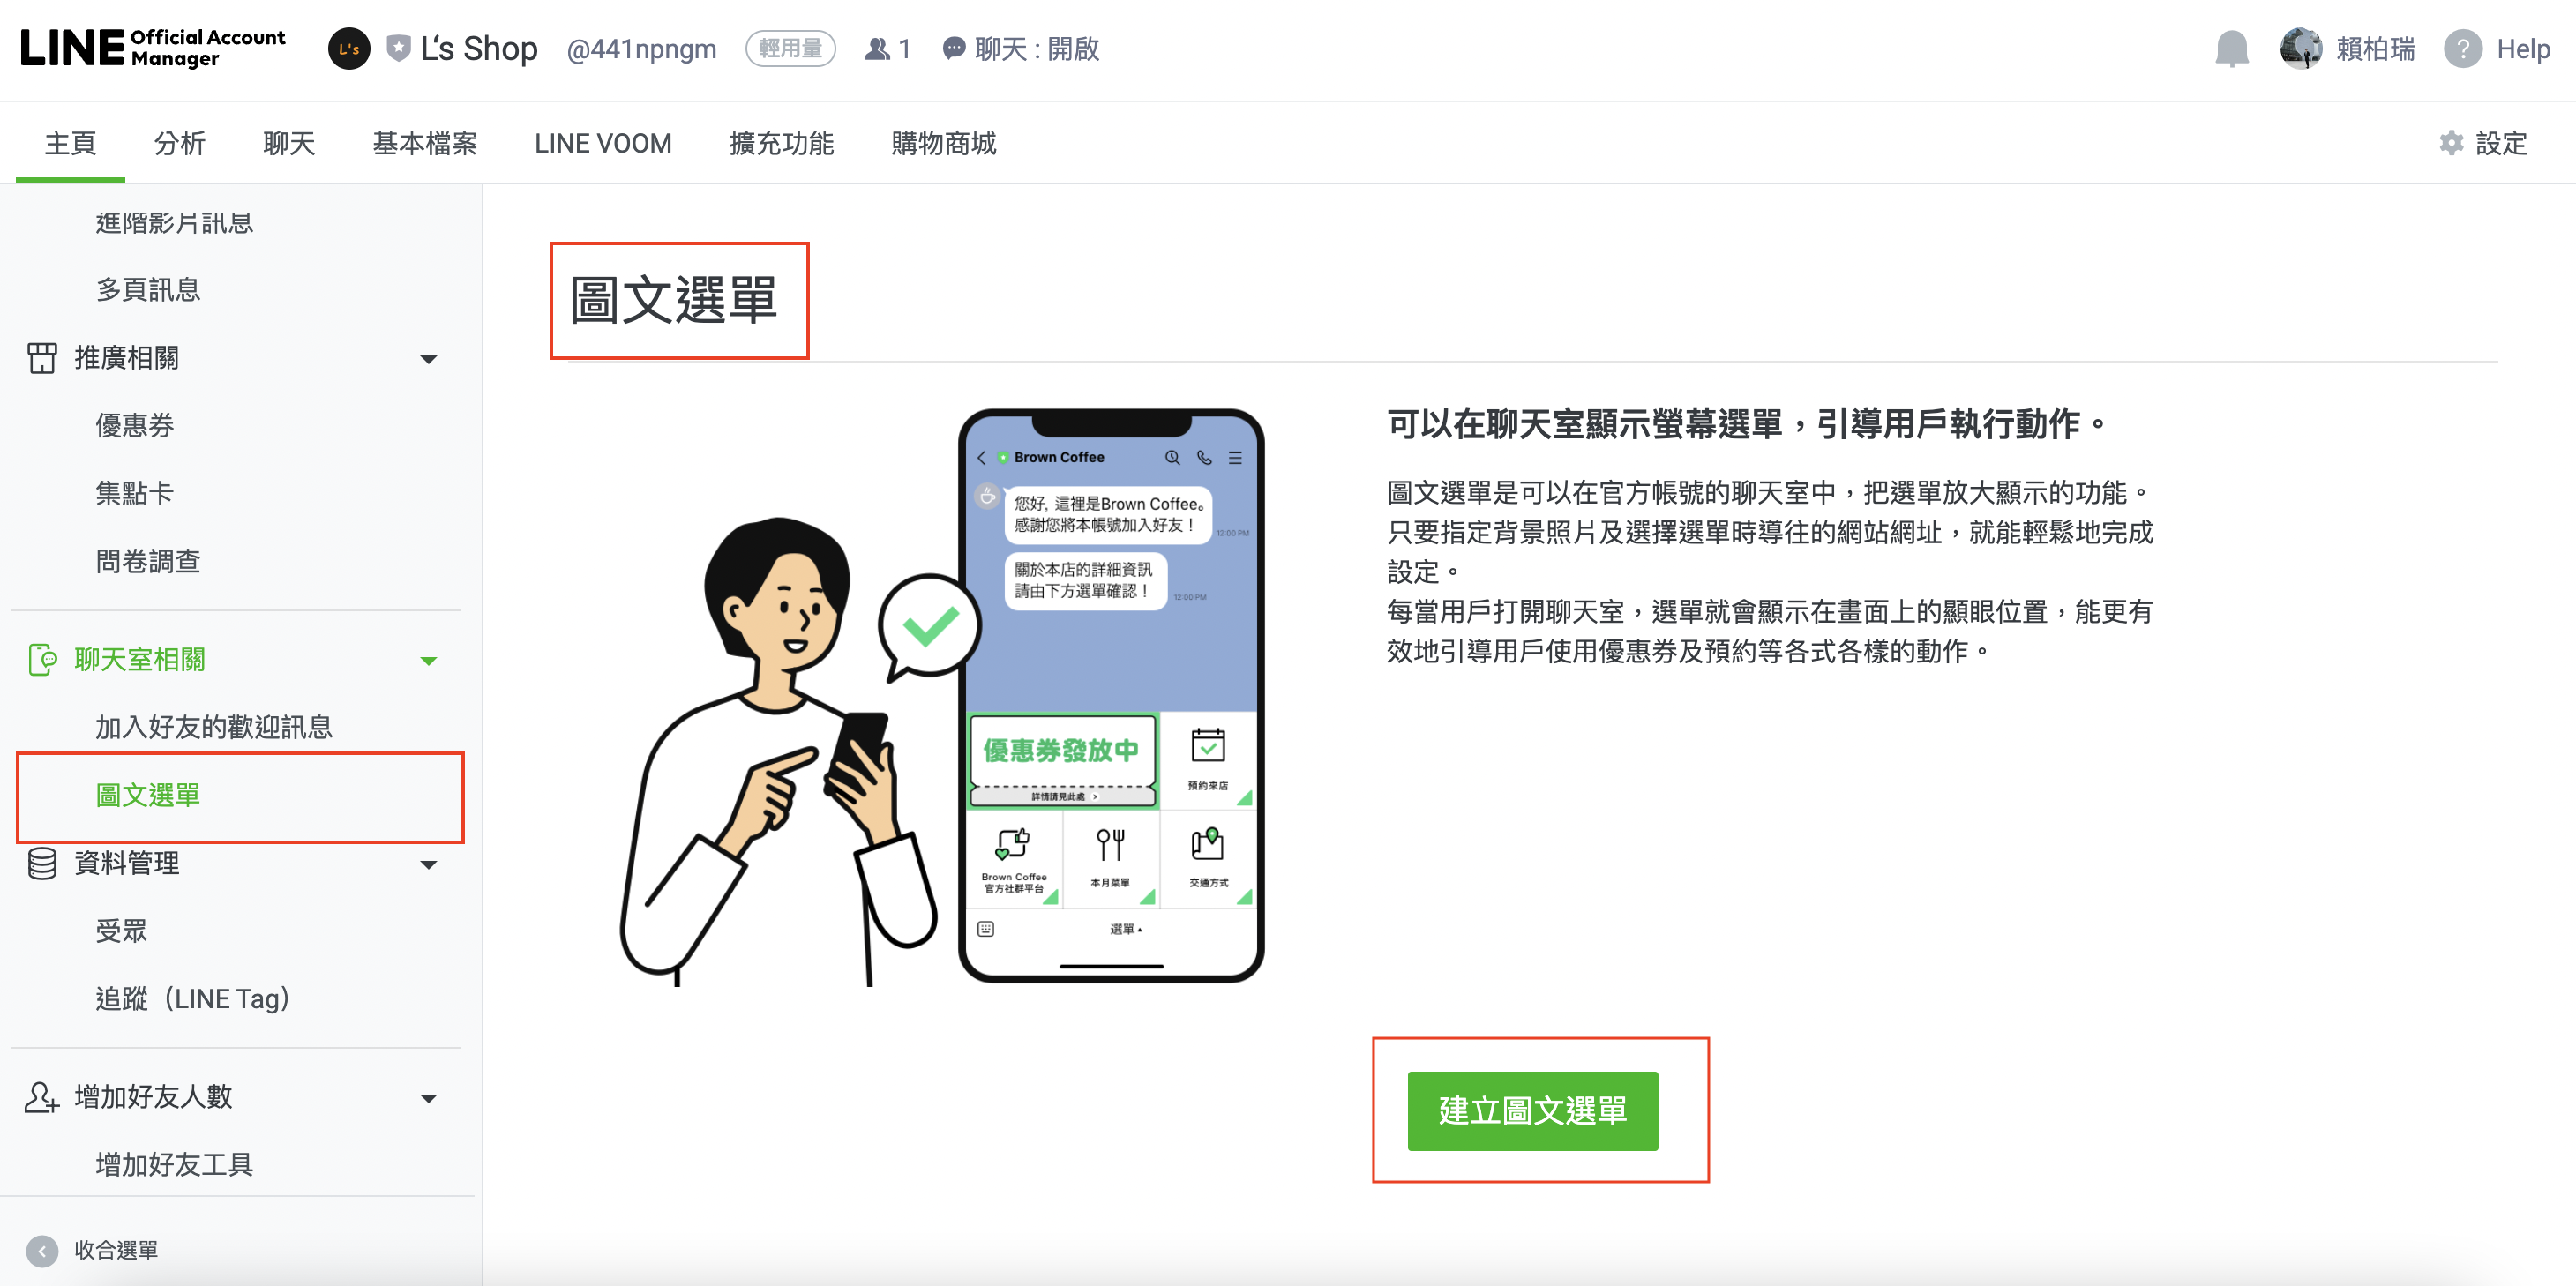 LINE Official Account Manager
L's
L‘s Shop
@441npngm
輕用量
1
聊天 : 開啟
賴柏瑞
? Help
主頁
分析
聊天
基本檔案
LINE VOOM
擴充功能
購物商城
設定
進階影片訊息
多頁訊息
推廣相關
優惠券
集點卡
問卷調查
聊天室相關
加入好友的歡迎訊息
圖文選單
資料管理
受眾
追蹤（LINE Tag）
增加好友人數
增加好友工具
收合選單
圖文選單
Brown Coffee
您好, 這裡是Brown Coffee。
感謝您將本帳號加入好友！
12:00 PM
關於本店的詳細資訊
請由下方選單確認！
12:00 PM
優惠券發放中
詳情請見此處 >
預約來店
Brown Coffee
官方社群平台
本月菜單
交通方式
選單▴
可以在聊天室顯示螢幕選單，引導用戶執行動作。
圖文選單是可以在官方帳號的聊天室中，把選單放大顯示的功能。
只要指定背景照片及選擇選單時導往的網站網址，就能輕鬆地完成
設定。
每當用戶打開聊天室，選單就會顯示在畫面上的顯眼位置，能更有
效地引導用戶使用優惠券及預約等各式各樣的動作。
建立圖文選單